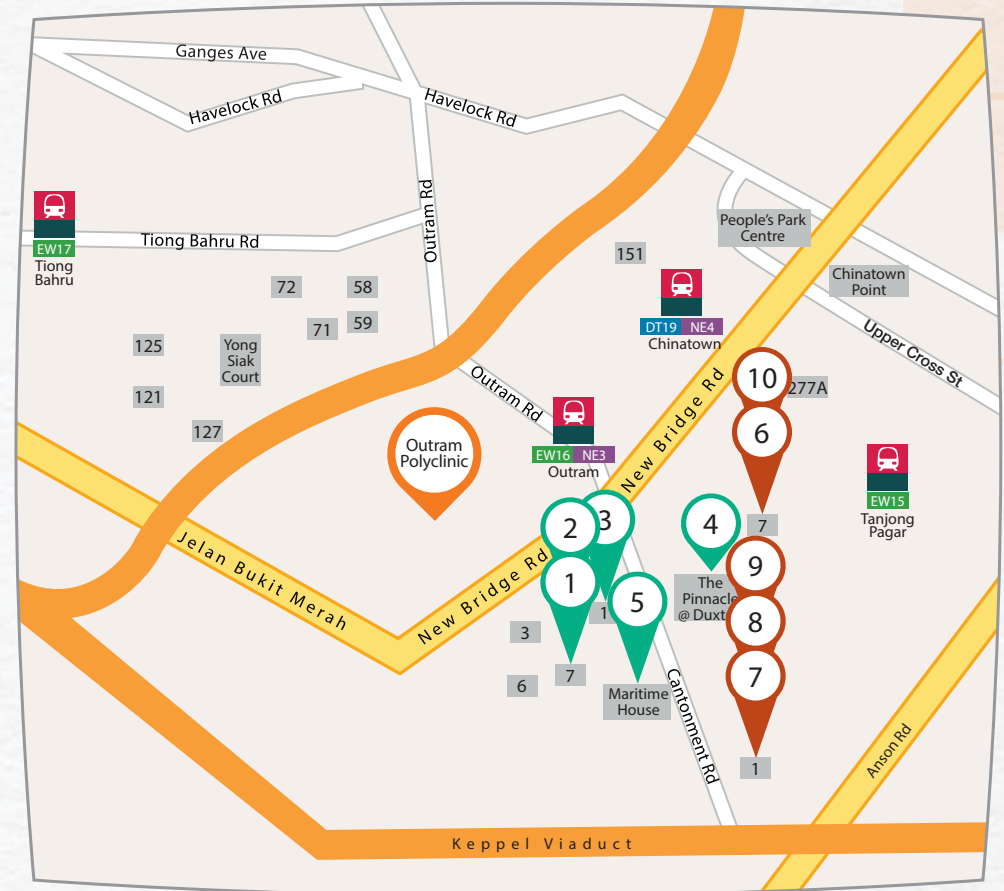 Ganges Ave
Havelock Rd
Havelock Rd
Outram Rd
EW17
Tiong
Bahru
Tiong Bahru Rd
People's Park
Centre
151
Chinatown
Point
72
58
71
59
DT19 NE4
Chinatown
Upper Cross St
125
Yong
Siak
Court
121
127
Outram Rd
New Bridge Rd
10
277A
6
Outram
Polyclinic
EW16 NE3
Outram
EW15
Tanjong
Pagar
7
2
3
4
Jelan Bukit Merah
New Bridge Rd
1
5
9
The
Pinnacle
@
8
1
3
7
6
7
Maritime
House
Cantonment Rd
1
Anson Rd
Keppel Viaduct